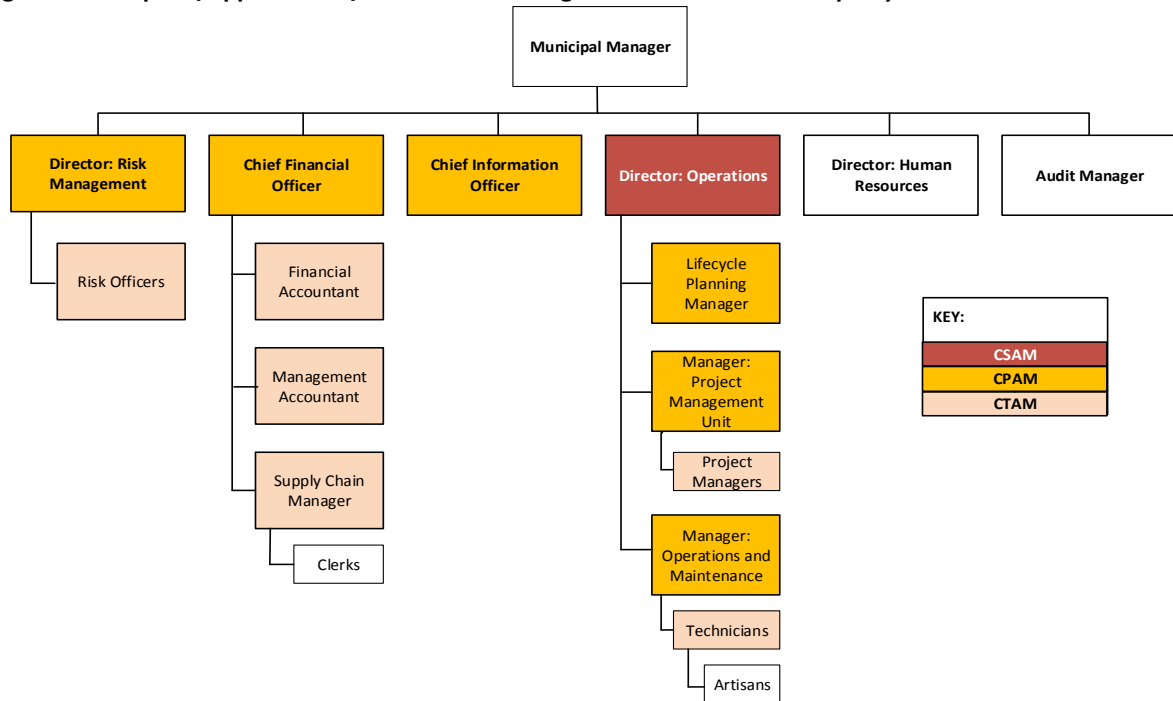 Municipal Manager
Director: Risk
Management
Chief Financial
Officer
Chief Information
Officer
Director: Operations
Director: Human
Resources
Audit Manager
Risk Officers
Financial
Accountant
Lifecycle
Planning
Manager
KEY:
CSAM
CPAM
CTAM
Management
Accountant
Manager:
Project
Management
Unit
Project
Managers
Supply Chain
Manager
Clerks
Manager:
Operations and
Maintenance
Technicians
Artisans